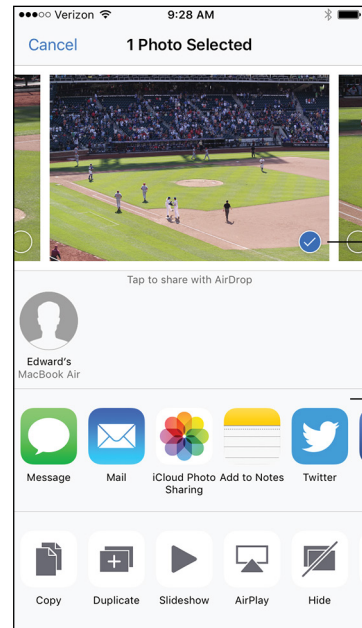 Verizon 9:28 AM
Cancel 1 Photo Selected
Tap to share with AirDrop
Edward's
MacBook Air
Message Mail iCloud Photo Sharing Add to Notes Twitter
Copy Duplicate Slideshow AirPlay Hide